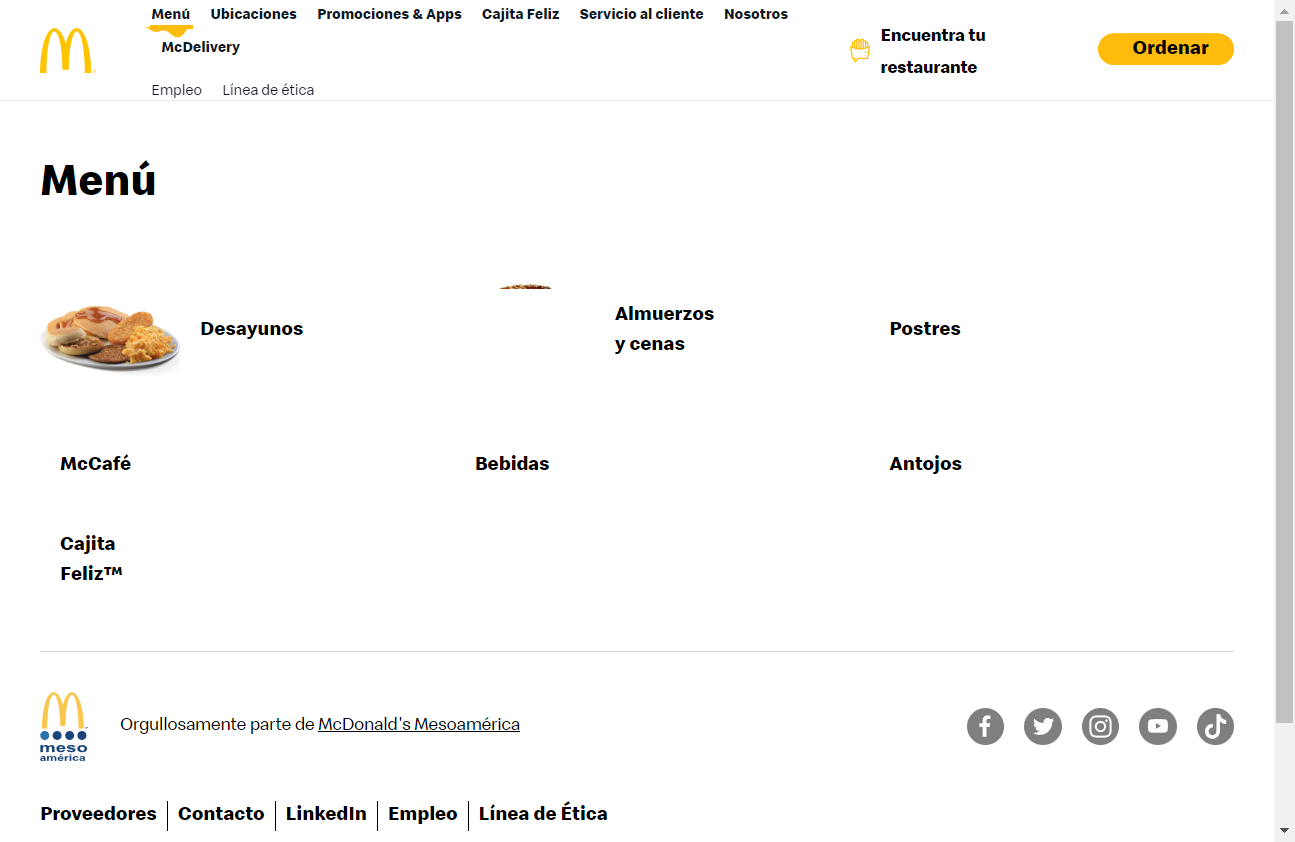 Menú Ubicaciones Promociones & Apps Cajita Feliz Servicio al cliente Nosotros
McDelivery
Empleo Línea de ética
Encuentra tu
restaurante
Ordenar
Menú
Desayunos
Almuerzos
y cenas
Postres
McCafé
Bebidas
Antojos
Cajita
Feliz™
meso
américa
Orgullosamente parte de McDonald's Mesoamérica
Proveedores Contacto LinkedIn Empleo Línea de Ética